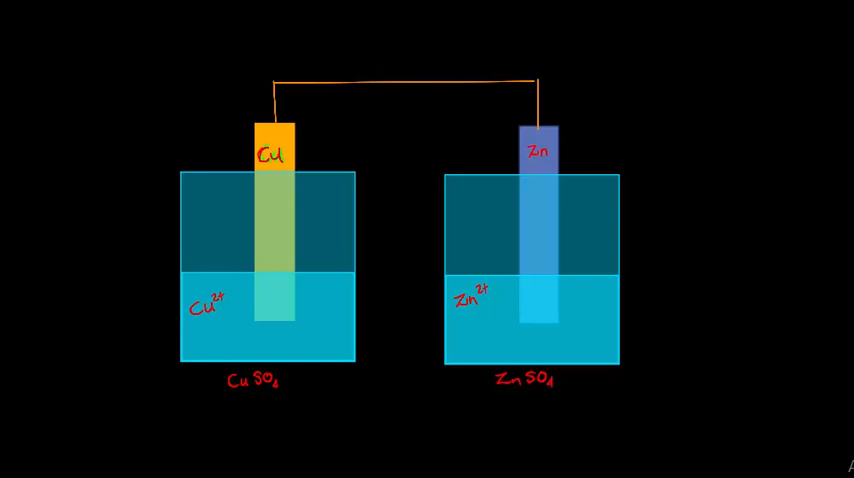 Cu
Zn
Cu²⁺
Zn²⁺
CuSO₄
ZnSO₄
A